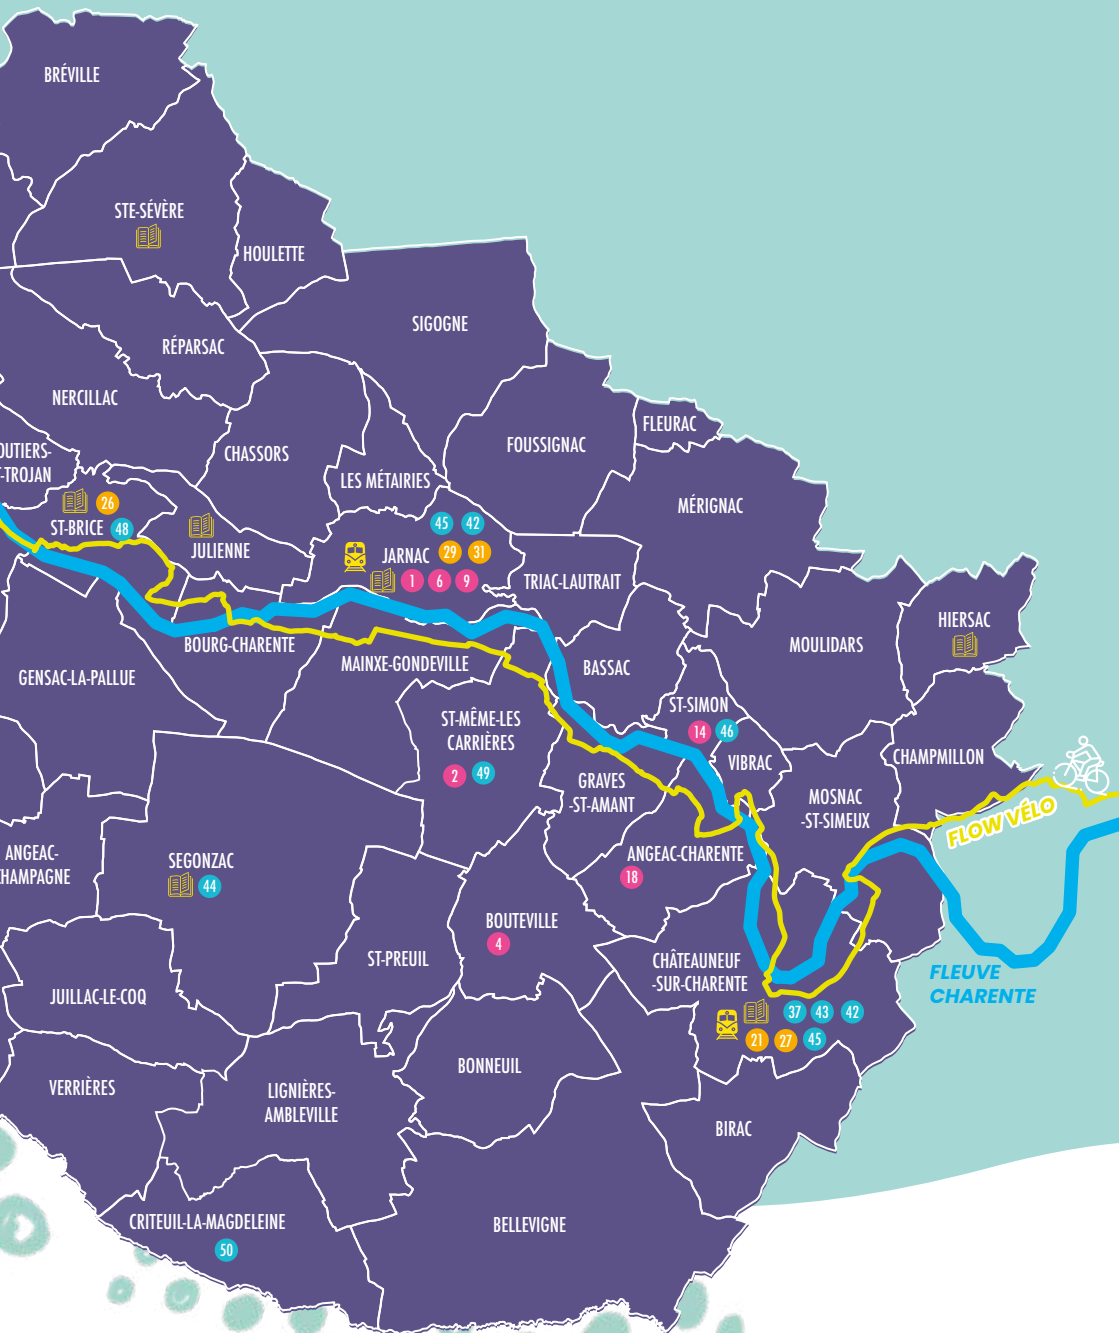 BRÉVILLE
STE-SÉVÈRE
HOULETTE
SIGOGNE
RÉPARSAC
NERCILLAC
FLEURAC
OUTIERS-
-TROJAN
CHASSORS
FOUSSIGNAC
LES MÉTAIRIES
MÉRIGNAC
26
ST-BRICE 48
JULIENNE
45 42
JARNAC 29 31
1 6 9
TRIAC-LAUTRAIT
HIERSAC
BOURG-CHARENTE
MOULIDARS
MAINXE-GONDEVILLE
BASSAC
GENSAC-LA-PALLUE
ST-SIMON
14 46
ST-MÊME-LES
CARRIÈRES
2 49
VIBRAC
CHAMPMILLON
GRAVES
-ST-AMANT
MOSNAC
-ST-SIMEUX
FLOW VÉLO
ANGEAC-
CHAMPAGNE
SEGONZAC
44
ANGEAC-CHARENTE
18
BOUTEVILLE
4
ST-PREUIL
CHÂTEAUNEUF
-SUR-CHARENTE
37 43 42
21 27 45
FLEUVE
CHARENTE
JUILLAC-LE-COQ
BONNEUIL
VERRIÈRES
LIGNIÈRES-
AMBLEVILLE
BIRAC
CRITEUIL-LA-MAGDELEINE
50
BELLEVIGNE